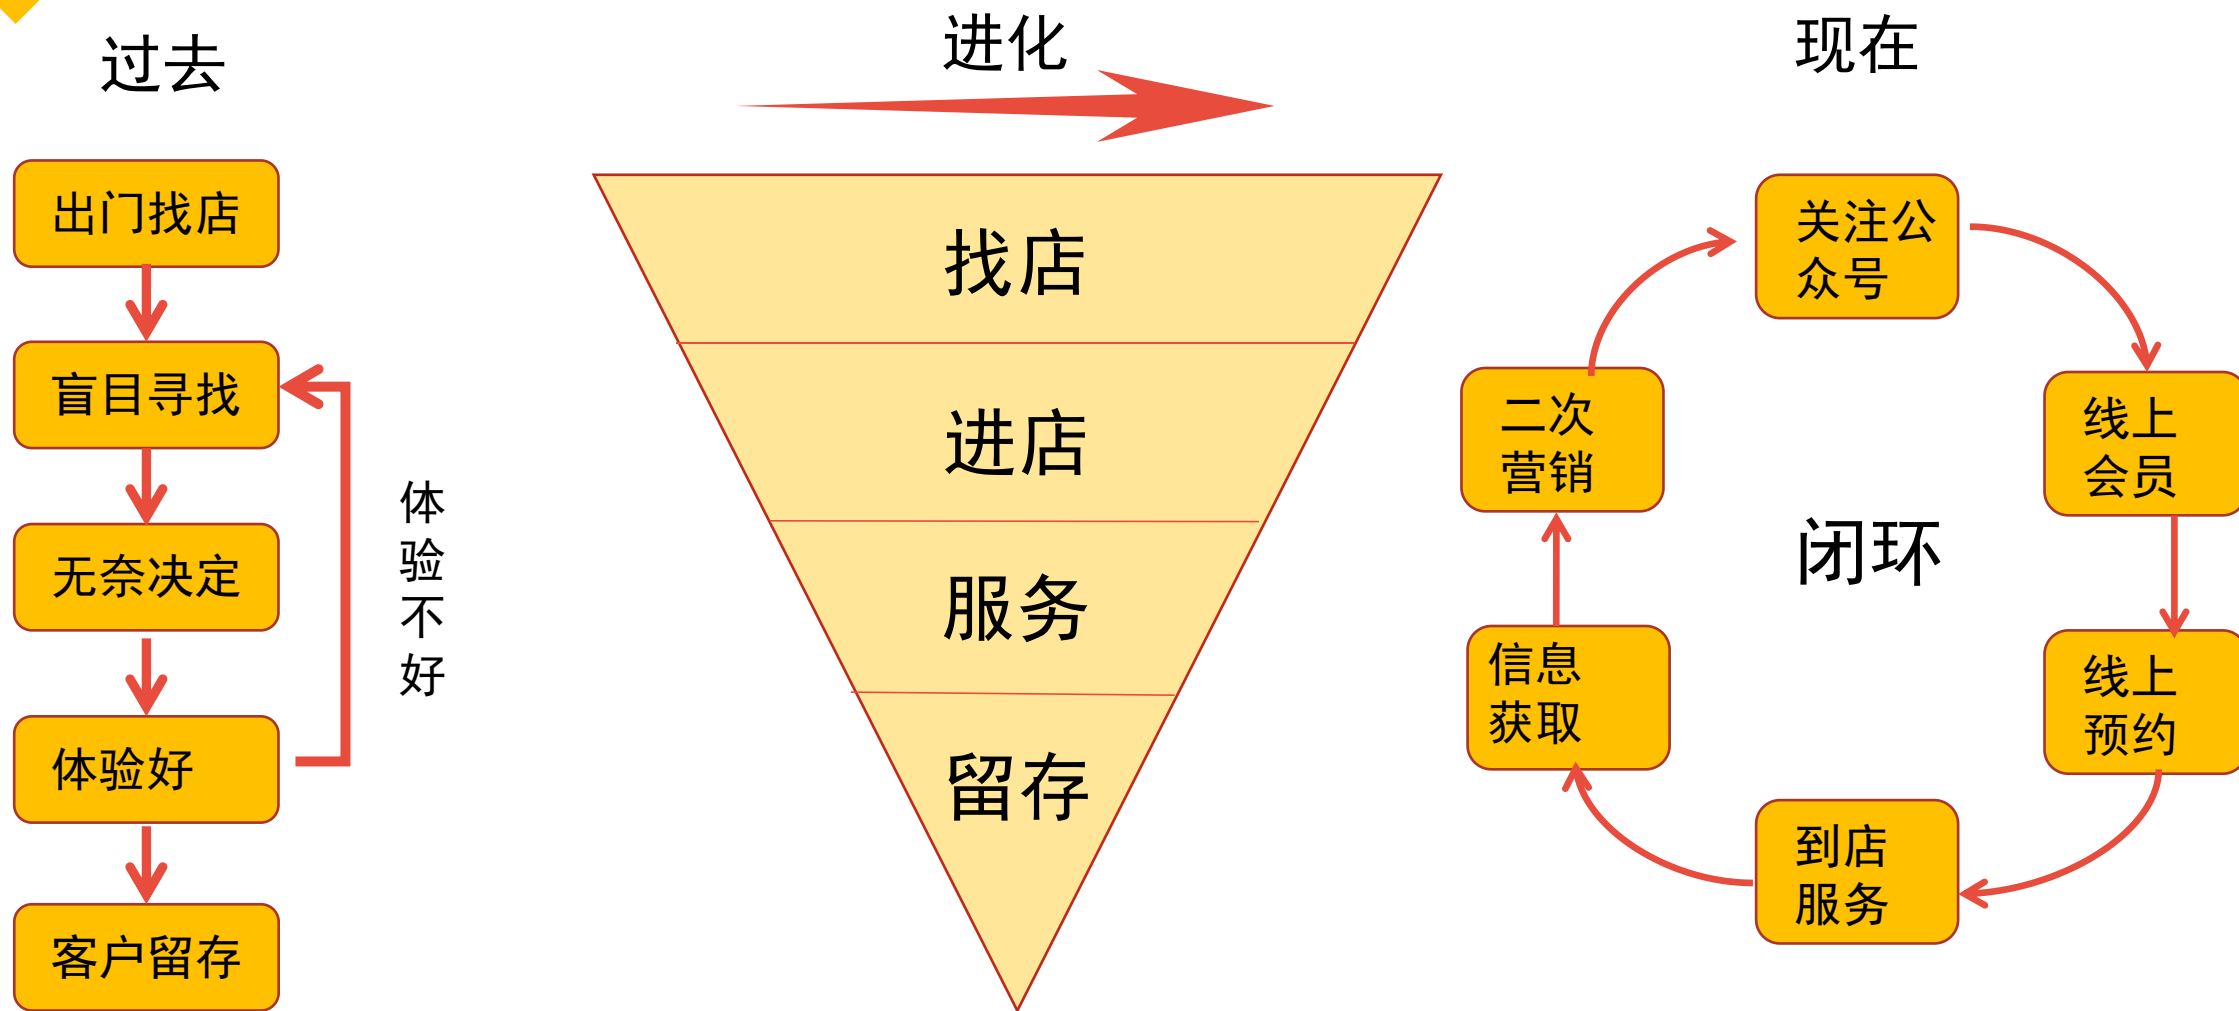 过去
进化
现在
出门找店
盲目寻找
无奈决定
体验好
客户留存
体
验
不
好
找店
进店
服务
留存
关注公
众号
线上
会员
线上
预约
到店
服务
信息
获取
二次
营销
闭环